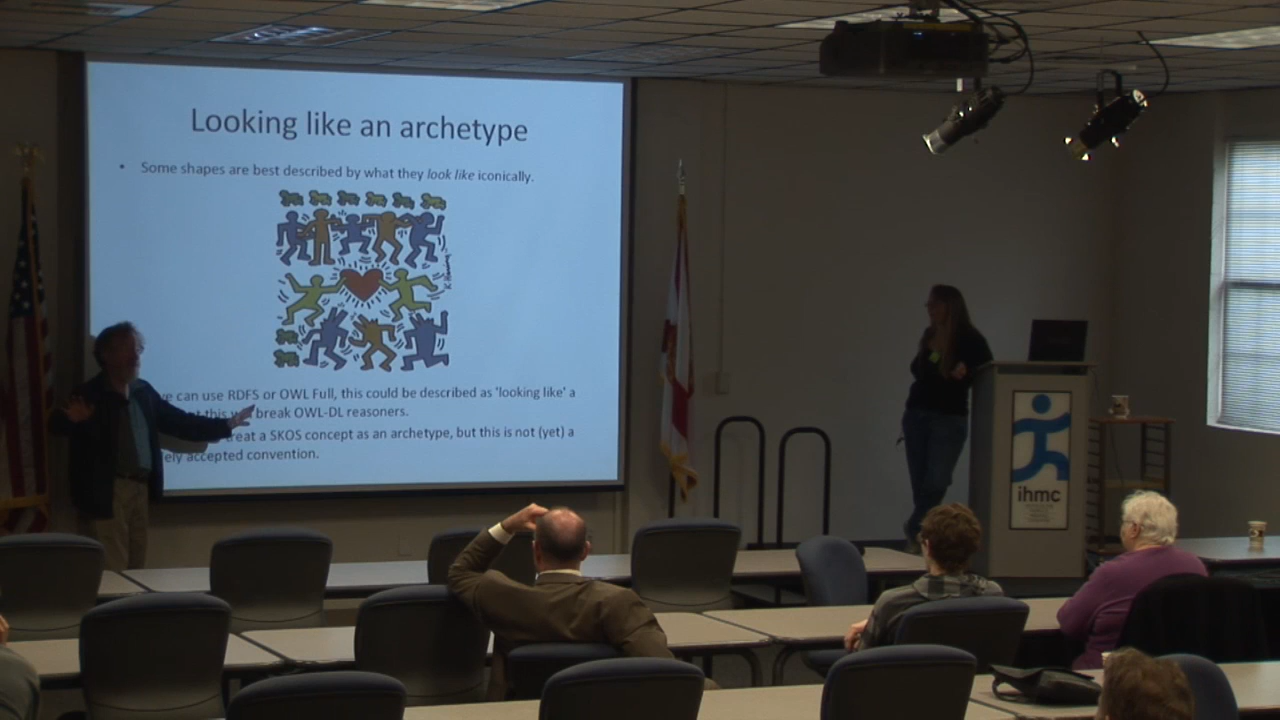 Looking like an archetype
• Some shapes are best described by what they look like iconically.
e can use RDFS or OWL Full, this could be described as 'looking like' a
t this w break OWL-DL reasoners.
reat a SKOS concept as an archetype, but this is not (yet) a
ely accepted convention.
ihmc